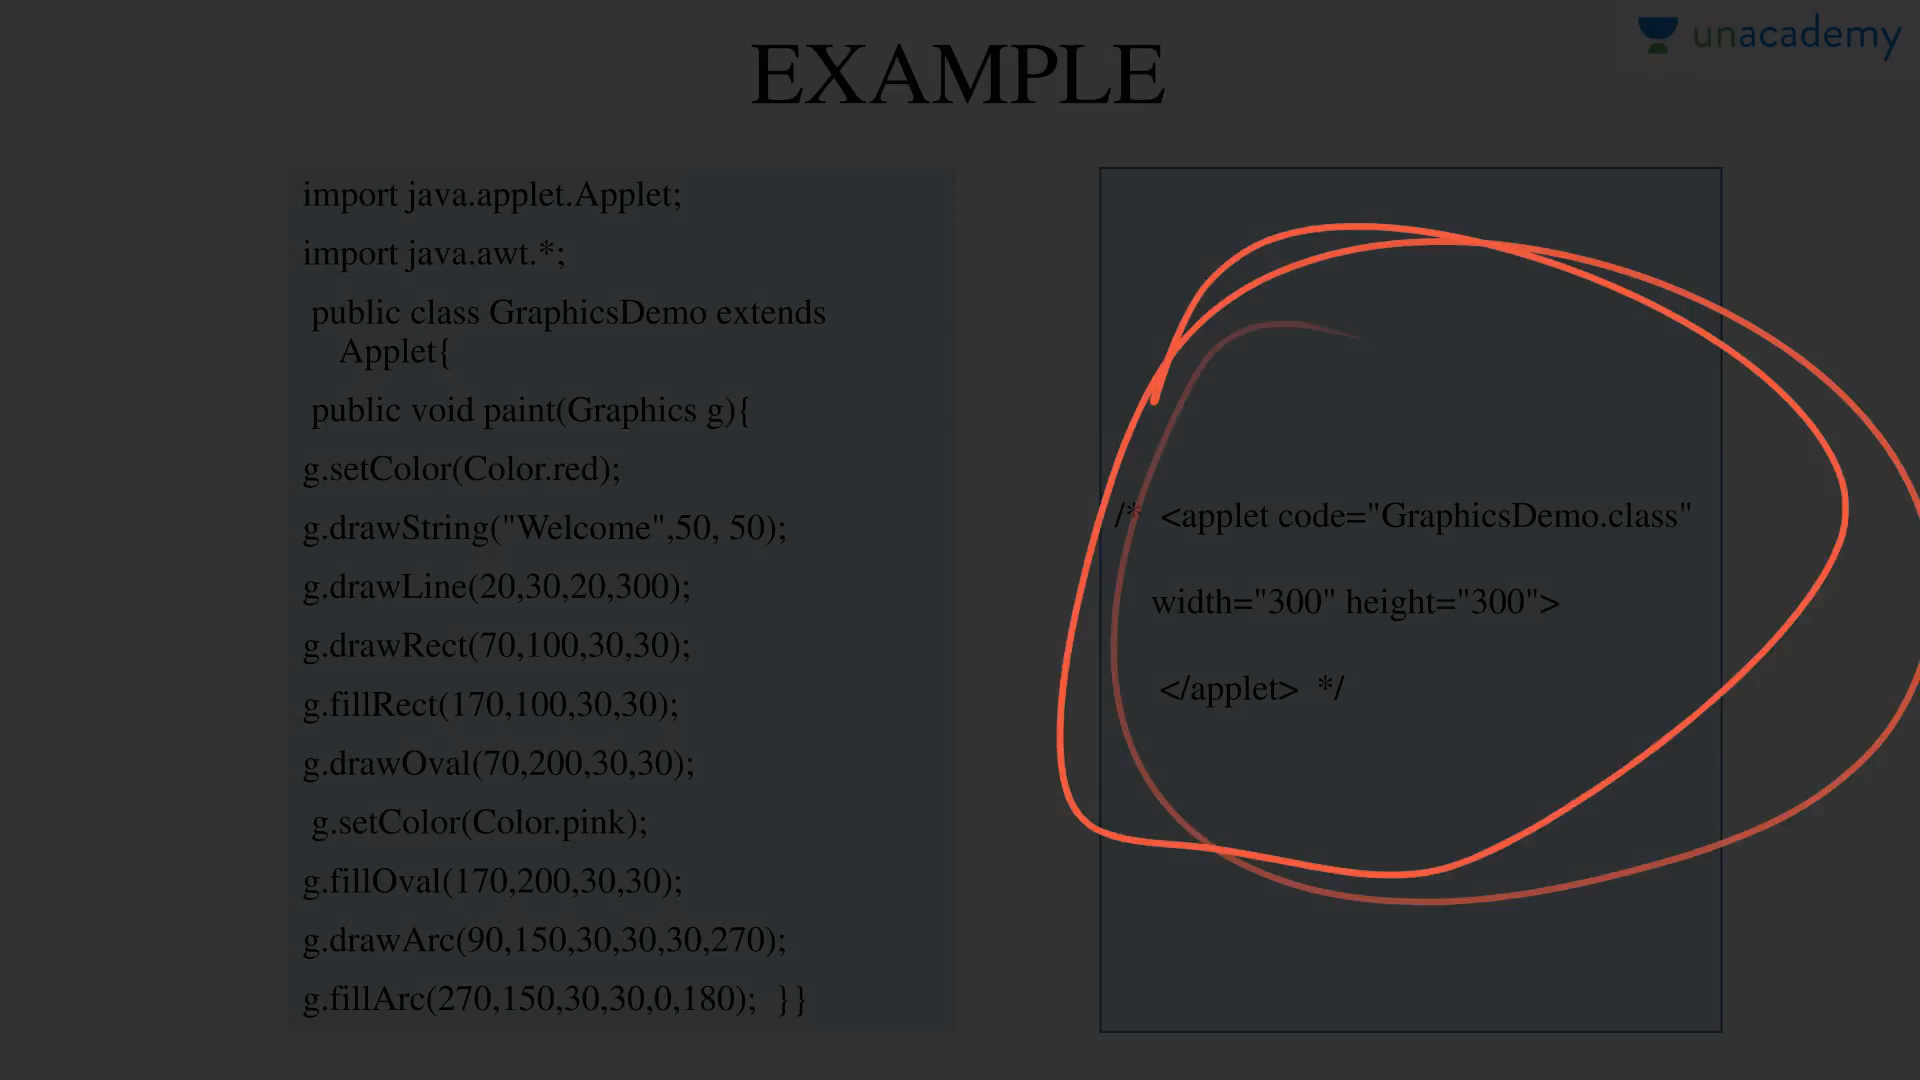 unacademy
EXAMPLE
import java.applet.Applet;
import java.awt.*;
public class GraphicsDemo extends
Applet{
public void paint(Graphics g){
g.setColor(Color.red);
g.drawString("Welcome",50, 50);
g.drawLine(20,30,20,300);
g.drawRect(70,100,30,30);
g.fillRect(170,100,30,30);
g.drawOval(70,200,30,30);
g.setColor(Color.pink);
g.fillOval(170,200,30,30);
g.drawArc(90,150,30,30,30,270);
g.fillArc(270,150,30,30,0,180);  }}
/*  <applet code="GraphicsDemo.class"
width="300" height="300">
</applet>  */